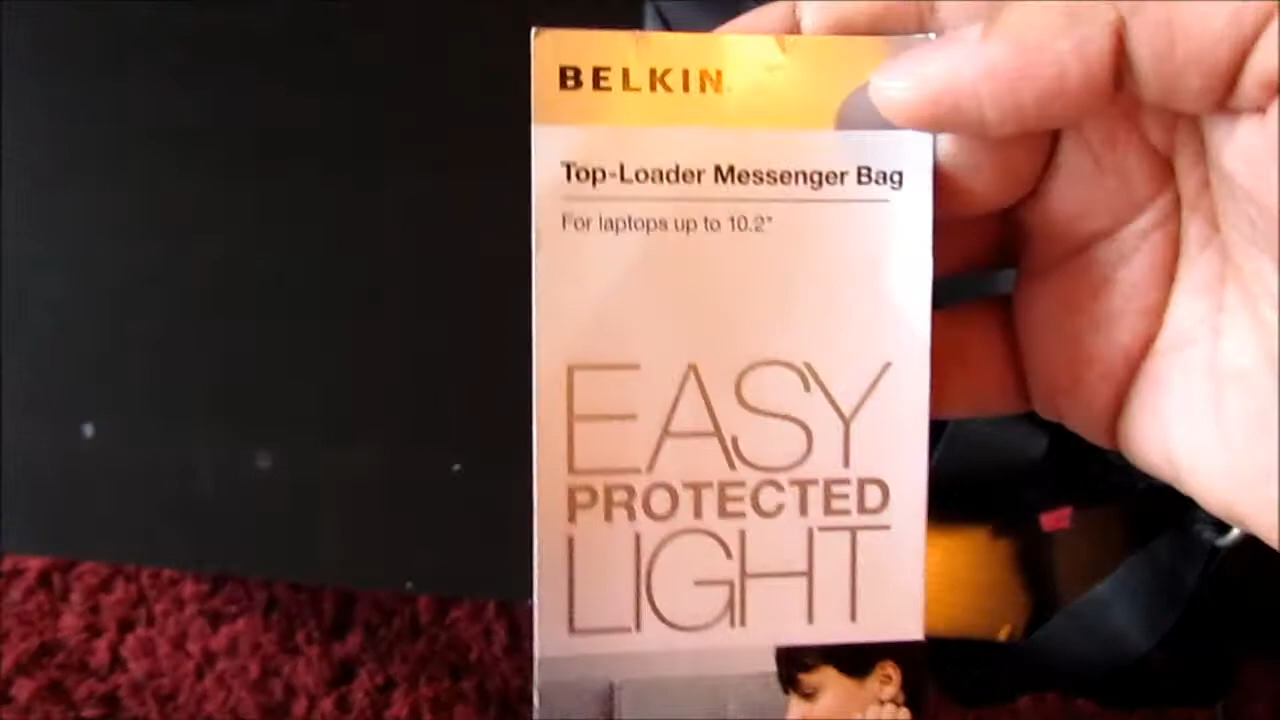 BELKIN
Top-Loader Messenger Bag
For laptops up to 10.2"
EASY
PROTECTED
LIGHT